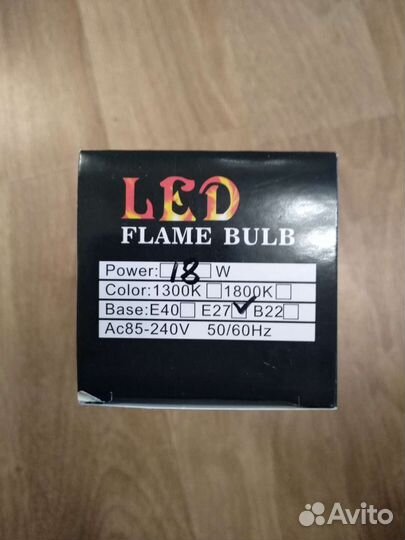 LED
FLAME BULB
Power: 18 W
Color:1300K☐1800K☐
Base:E40☐ E27☑B22☐
Ac85-240V 50/60Hz
Avito